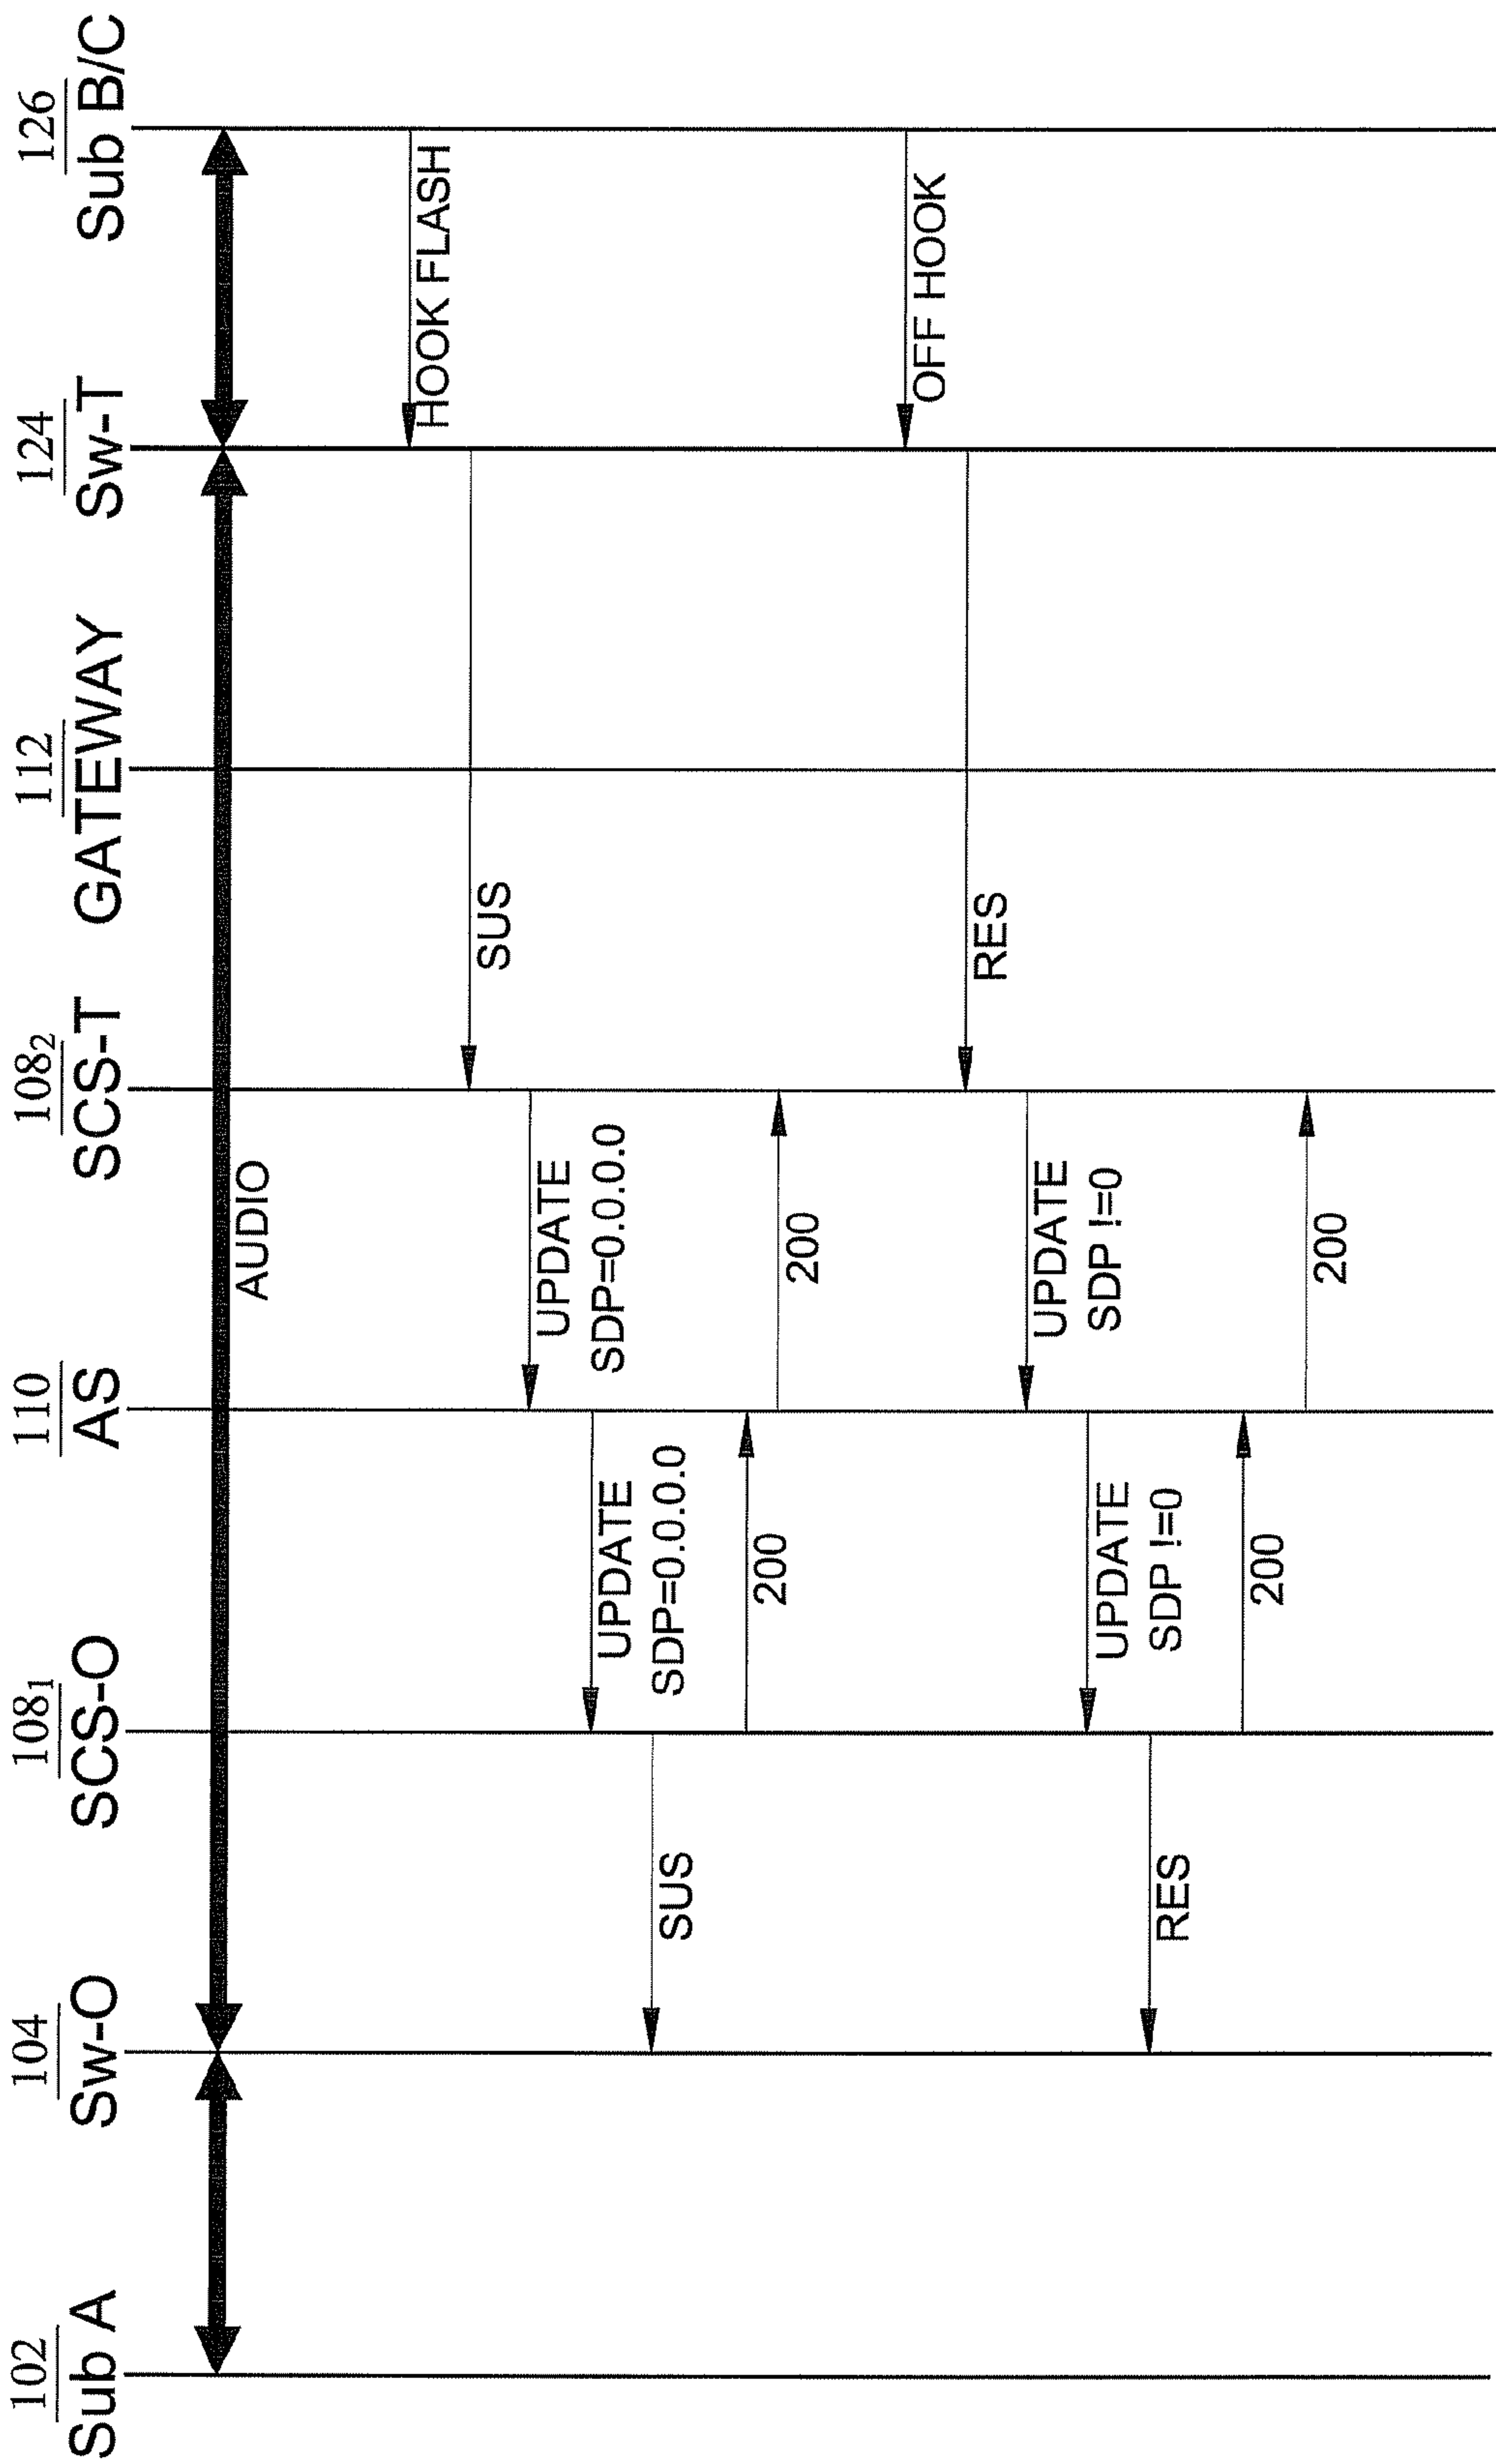 102
Sub A
104
Sw-O
108₁
SCS-O
110
AS
108₂
SCS-T
112
GATEWAY
124
Sw-T
126
Sub B/C
AUDIO
HOOK FLASH
SUS
UPDATE
SDP=0.0.0.0
UPDATE
SDP=0.0.0.0
SUS
200
200
OFF HOOK
RES
UPDATE
SDP !=0
UPDATE
SDP !=0
RES
200
200